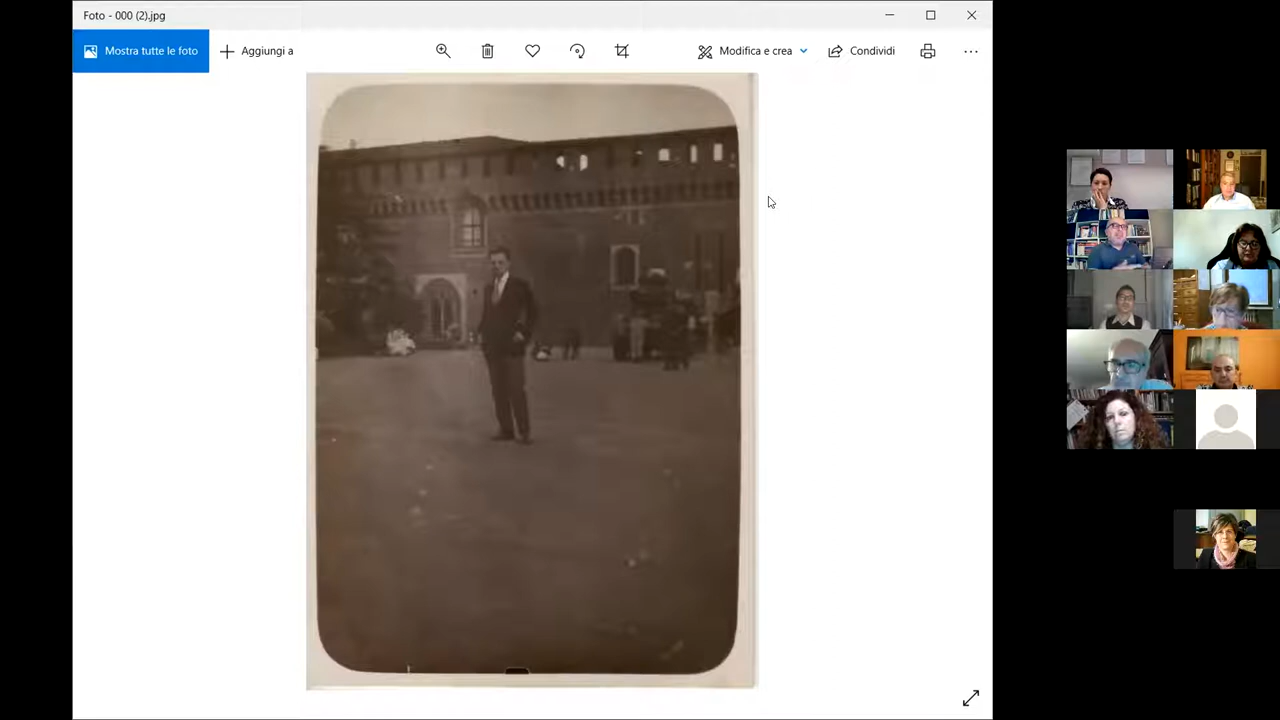 Foto - 000 (2).jpg
Mostra tutte le foto
Aggiungi a
Modifica e crea
Condividi